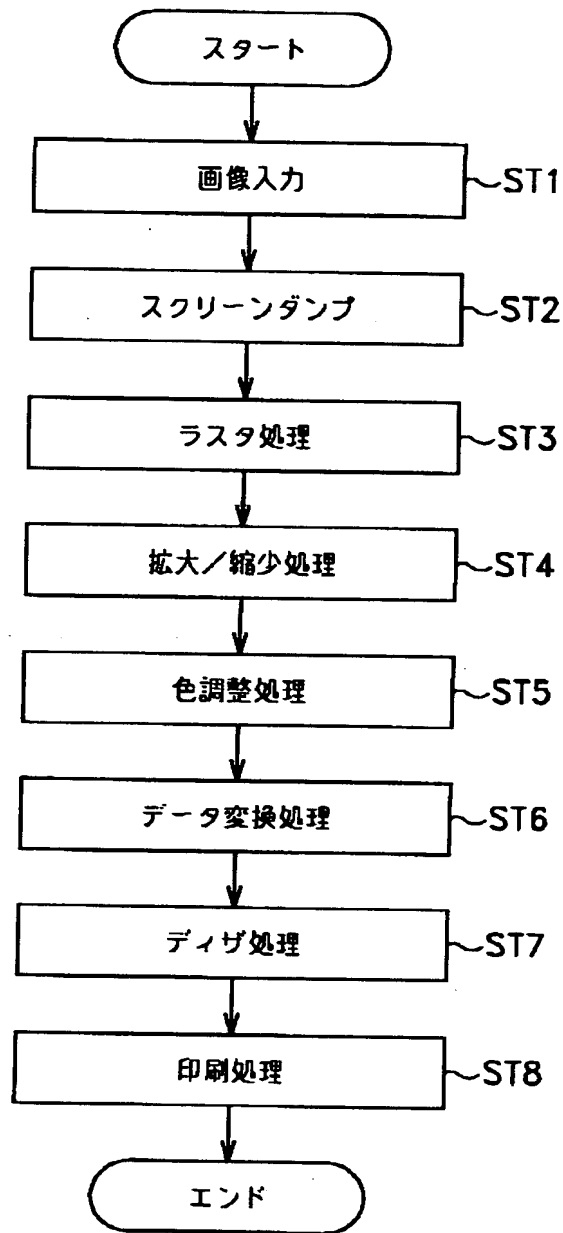 スタート
画像入力 ST1
スクリーンダンプ ST2
ラスタ処理 ST3
拡大／縮少処理 ST4
色調整処理 ST5
データ変換処理 ST6
ディザ処理 ST7
印刷処理 ST8
エンド